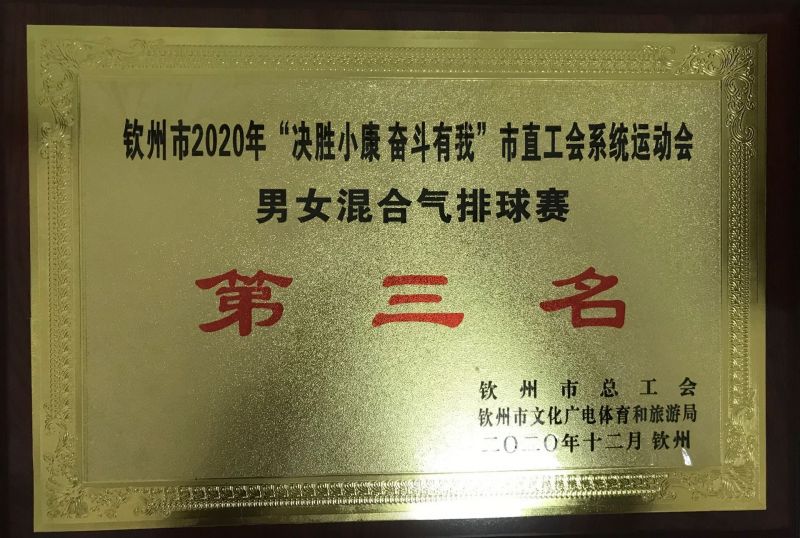 钦州市2020年“决胜小康 奋斗有我”市直工会系统运动会
男女混合气排球赛
第三名
钦州市总工会
钦州市文化广电体育和旅游局
二〇二〇年十二月 钦州